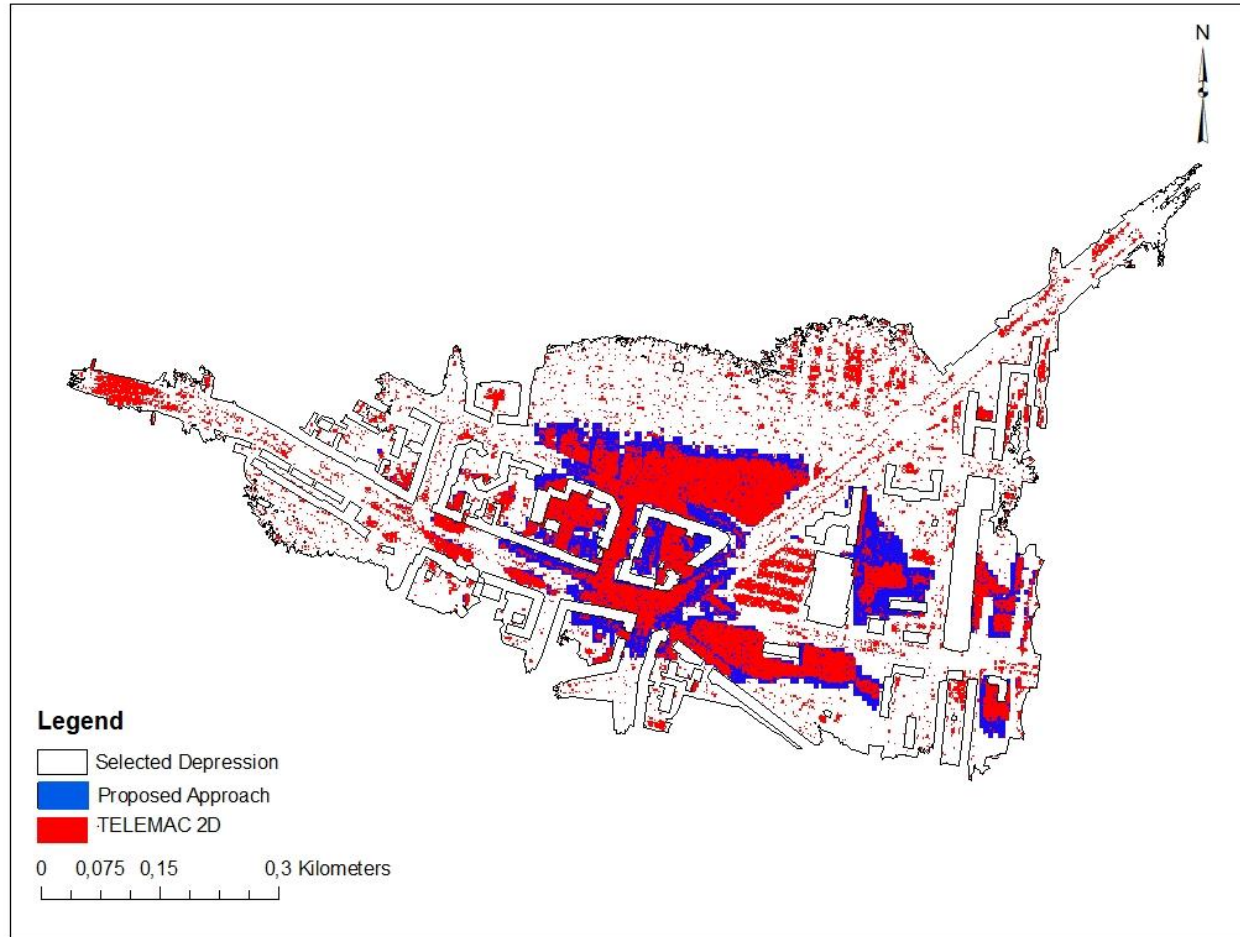 N
Legend
Selected Depression
Proposed Approach
TELEMAC 2D
0 0,075 0,15 0,3 Kilometers